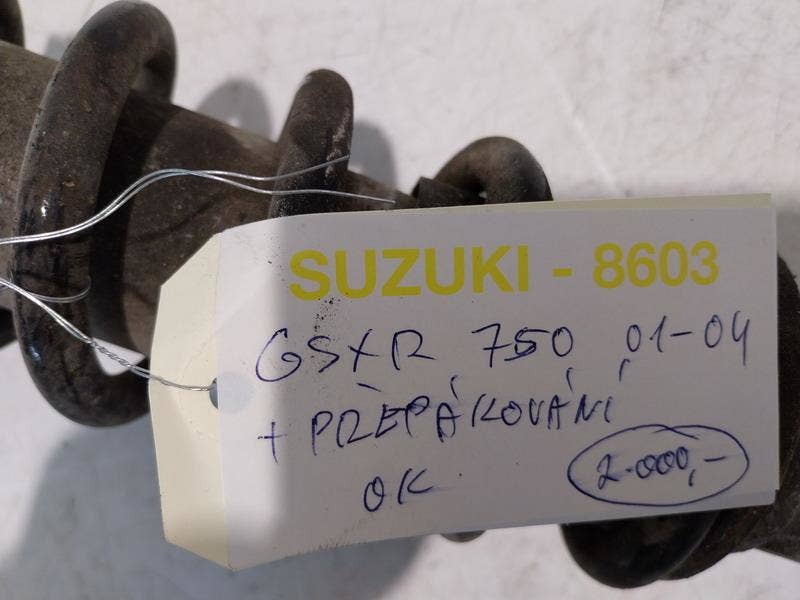 SUZUKI - 8603
GSXR 750 01-04
+ PŘEPÁKOVÁNÍ
OK
2.000,-